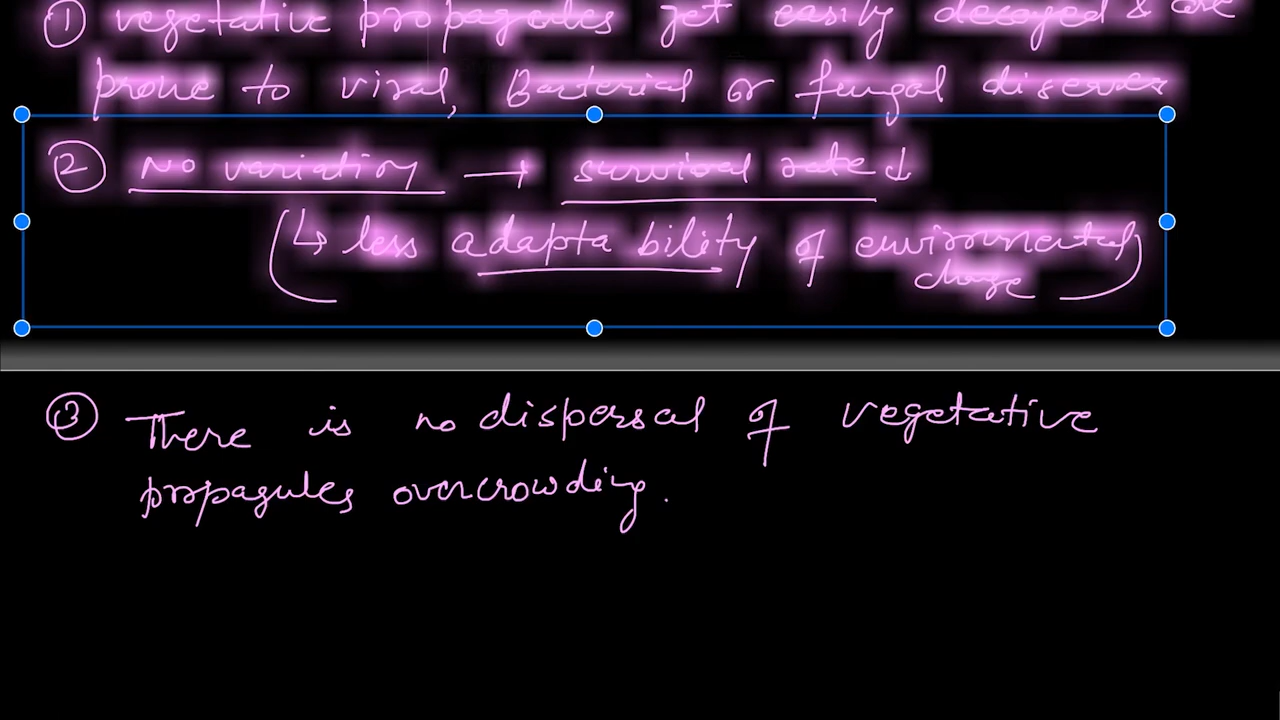 ① vegetative propagules get easily decayed & are
prone to viral, Bacterial or fungal diseases
② No variation → survival rate ↓
(↳ less adaptability of environmental
change )
③ There is no dispersal of vegetative
propagules overcrowding.